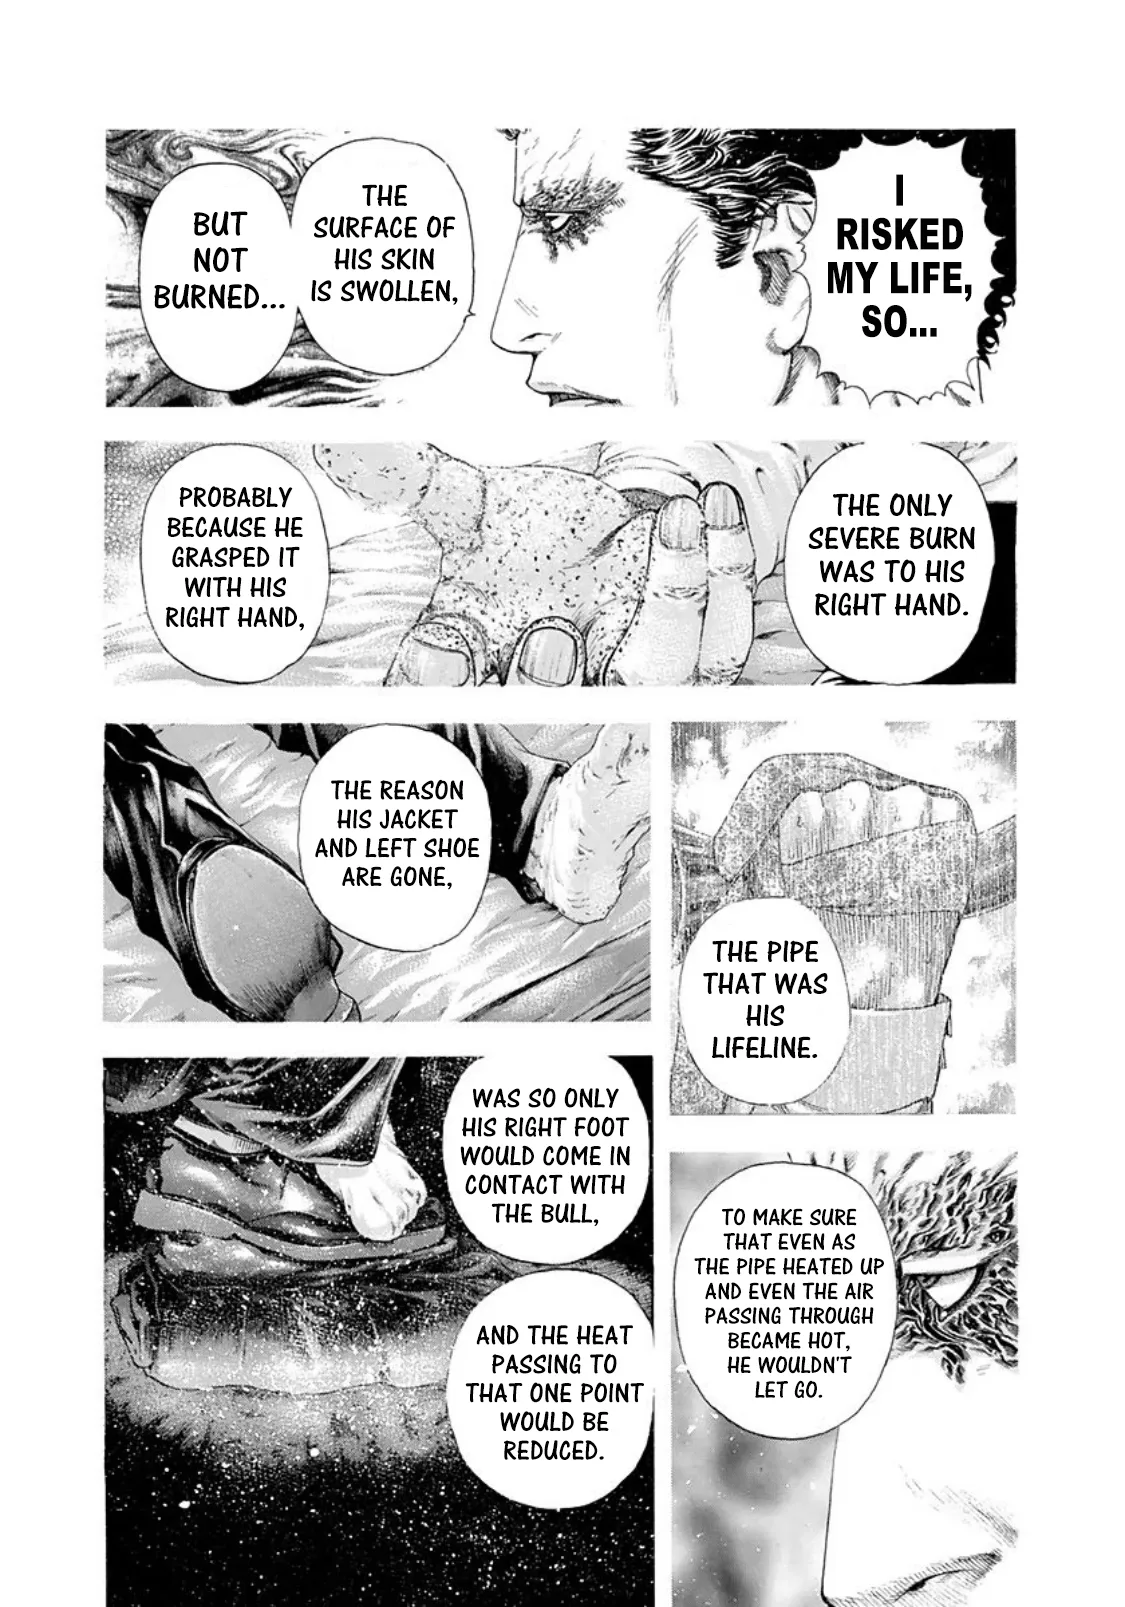 I
RISKED
MY LIFE,
SO...
THE
SURFACE OF
HIS SKIN
IS SWOLLEN,
BUT
NOT
BURNED...
THE ONLY
SEVERE BURN
WAS TO HIS
RIGHT HAND.
PROBABLY
BECAUSE HE
GRASPED IT
WITH HIS
RIGHT HAND,
THE PIPE
THAT WAS
HIS
LIFELINE.
THE REASON
HIS JACKET
AND LEFT SHOE
ARE GONE,
WAS SO ONLY
HIS RIGHT FOOT
WOULD COME IN
CONTACT WITH
THE BULL,
AND THE HEAT
PASSING TO
THAT ONE POINT
WOULD BE
REDUCED.
TO MAKE SURE
THAT EVEN AS
THE PIPE HEATED UP
AND EVEN THE AIR
PASSING THROUGH
BECAME HOT,
HE WOULDN'T
LET GO.